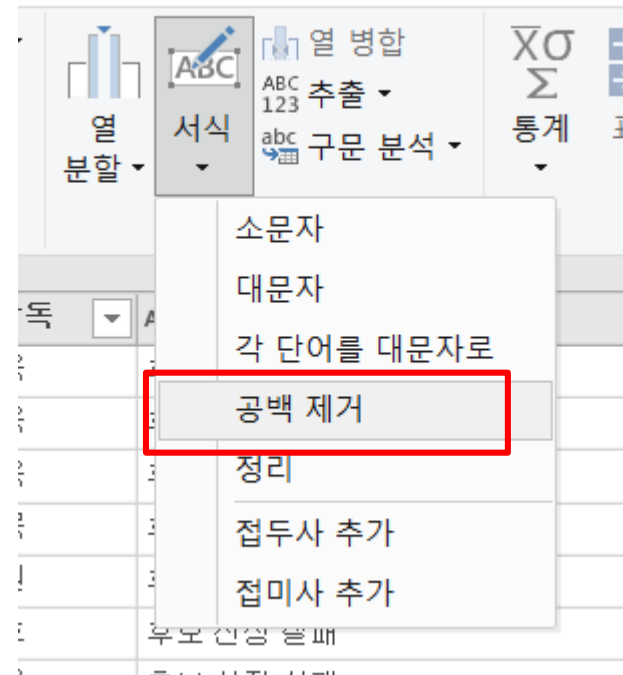 열 병합
ABC
123 추출
abc 구문 분석
열
분할
ABC
서식
통계
소문자
대문자
각 단어를 대문자로
공백 제거
정리
접두사 추가
접미사 추가